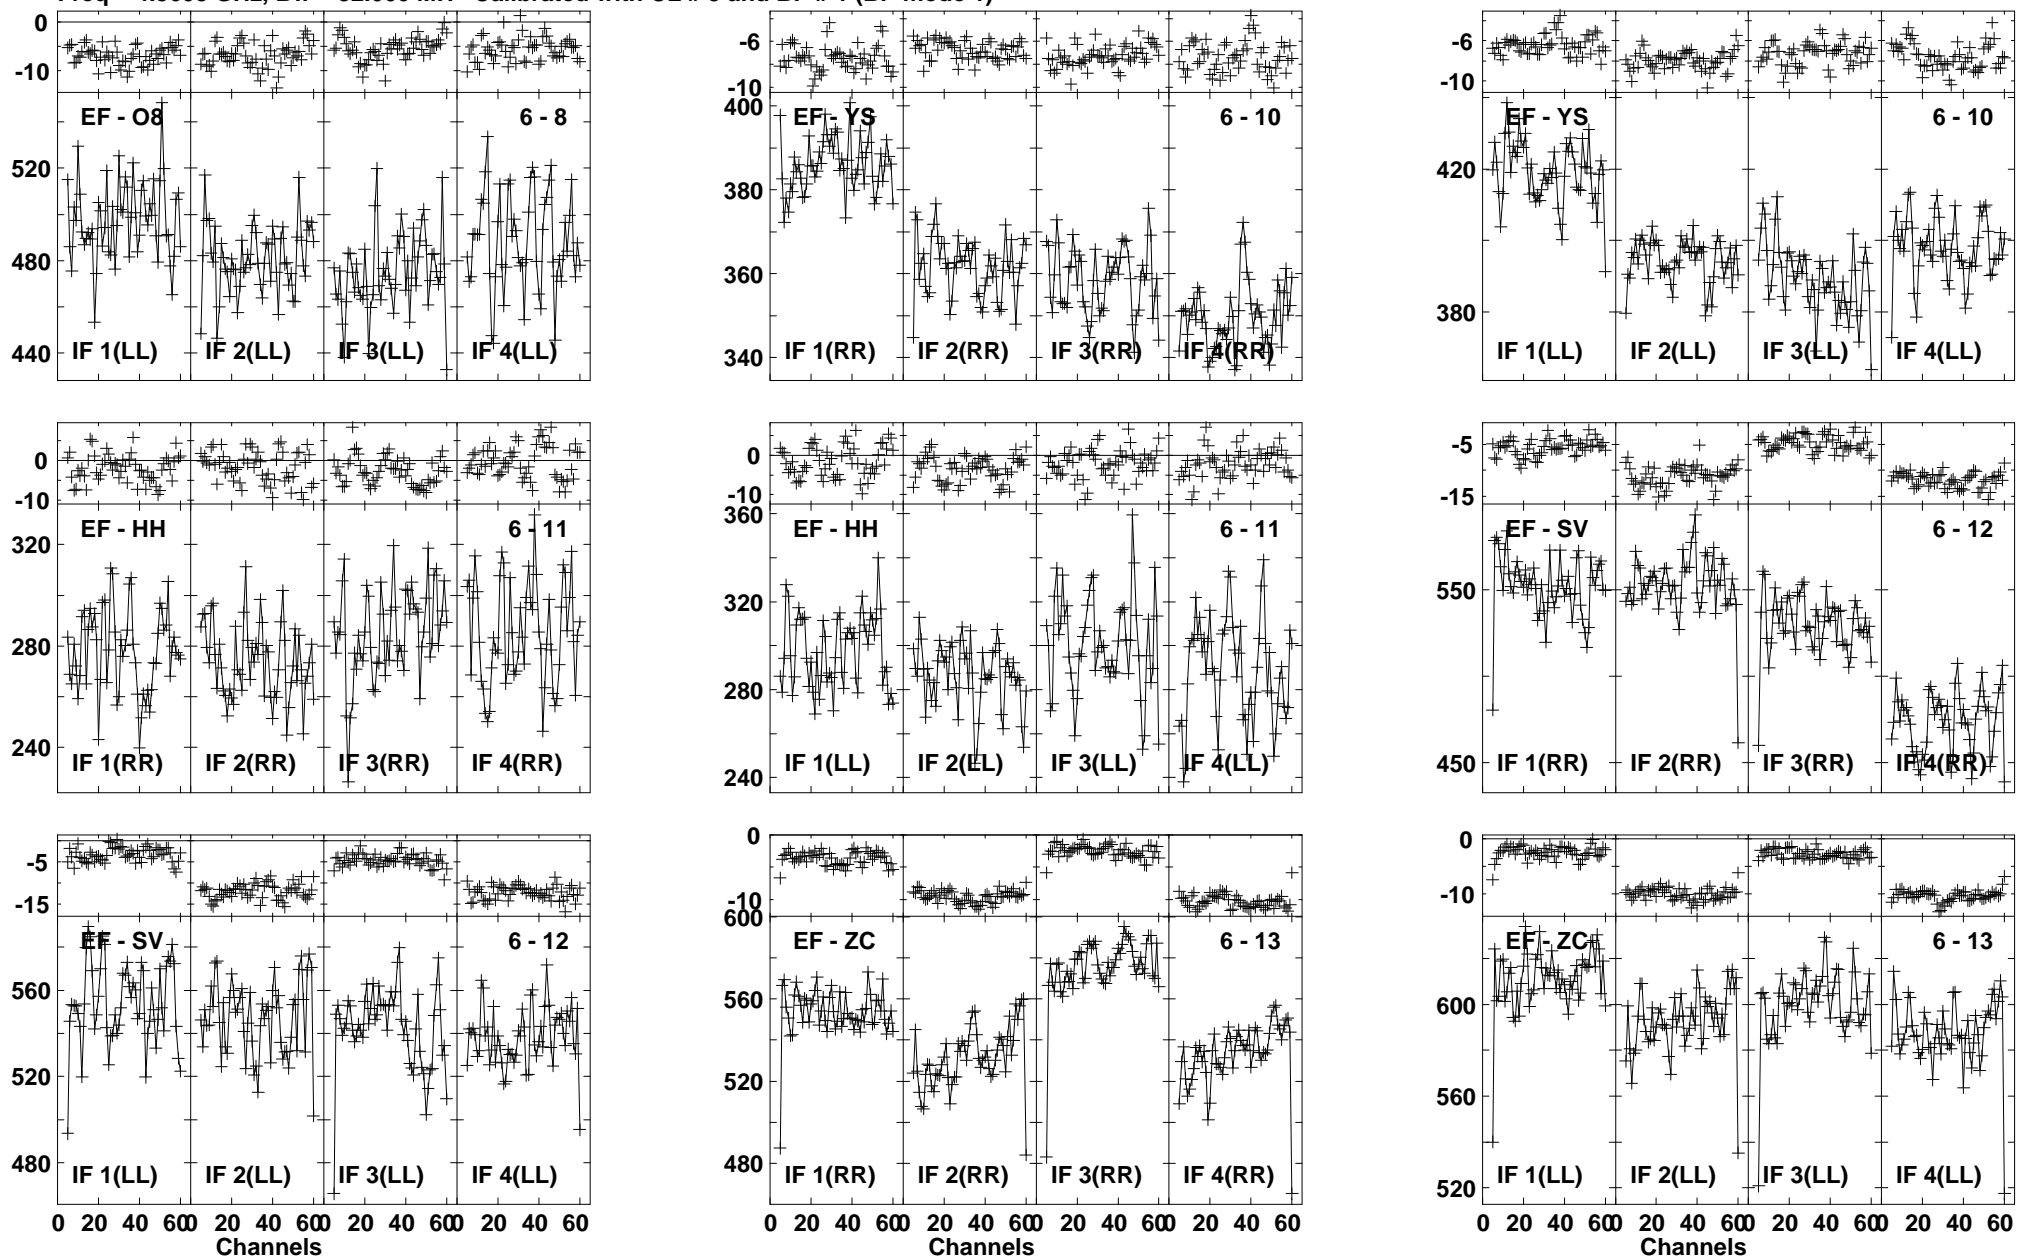 0
-10
EF - O8
6 - 8
520
480
440
IF 1(LL)
IF 2(LL)
IF 3(LL)
IF 4(LL)
-6
-10
400
EF - YS
6 - 10
380
360
340
IF 1(RR)
IF 2(RR)
IF 3(RR)
IF 4(RR)
-6
-10
EF - YS
6 - 10
420
380
IF 1(LL)
IF 2(LL)
IF 3(LL)
IF 4(LL)
0
-10
EF - HH
6 - 11
320
280
240
IF 1(RR)
IF 2(RR)
IF 3(RR)
IF 4(RR)
0
-10
360
EF - HH
6 - 11
320
280
240
IF 1(LL)
IF 2(LL)
IF 3(LL)
IF 4(LL)
-5
-15
EF - SV
6 - 12
550
450
IF 1(RR)
IF 2(RR)
IF 3(RR)
IF 4(RR)
-5
-15
EF - SV
6 - 12
560
520
480
IF 1(LL)
IF 2(LL)
IF 3(LL)
IF 4(LL)
0 20 40 60 0 20 40 60 0 20 40 60 0 20 40 60
Channels
0
-10
600
EF - ZC
6 - 13
560
520
480
IF 1(RR)
IF 2(RR)
IF 3(RR)
IF 4(RR)
0 20 40 60 0 20 40 60 0 20 40 60 0 20 40 60
Channels
0
-10
EF - ZC
6 - 13
600
560
520
IF 1(LL)
IF 2(LL)
IF 3(LL)
IF 4(LL)
0 20 40 60 0 20 40 60 0 20 40 60 0 20 40 60
Channels